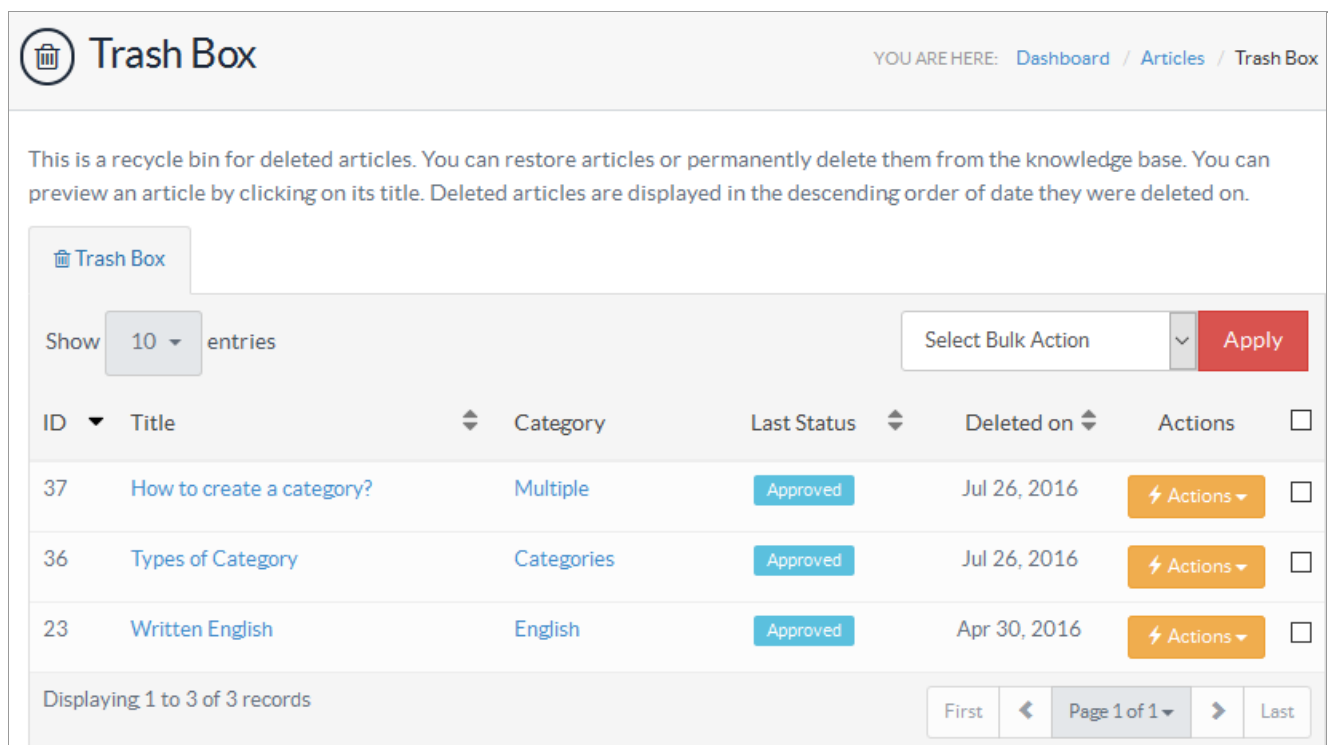 Trash Box
YOU ARE HERE: Dashboard / Articles / Trash Box
This is a recycle bin for deleted articles. You can restore articles or permanently delete them from the knowledge base. You can
preview an article by clicking on its title. Deleted articles are displayed in the descending order of date they were deleted on.
Trash Box
Show 10 entries
Select Bulk Action Apply
ID Title Category Last Status Deleted on Actions
37 How to create a category? Multiple Approved Jul 26, 2016 Actions
36 Types of Category Categories Approved Jul 26, 2016 Actions
23 Written English English Approved Apr 30, 2016 Actions
Displaying 1 to 3 of 3 records
First Page 1 of 1 Last